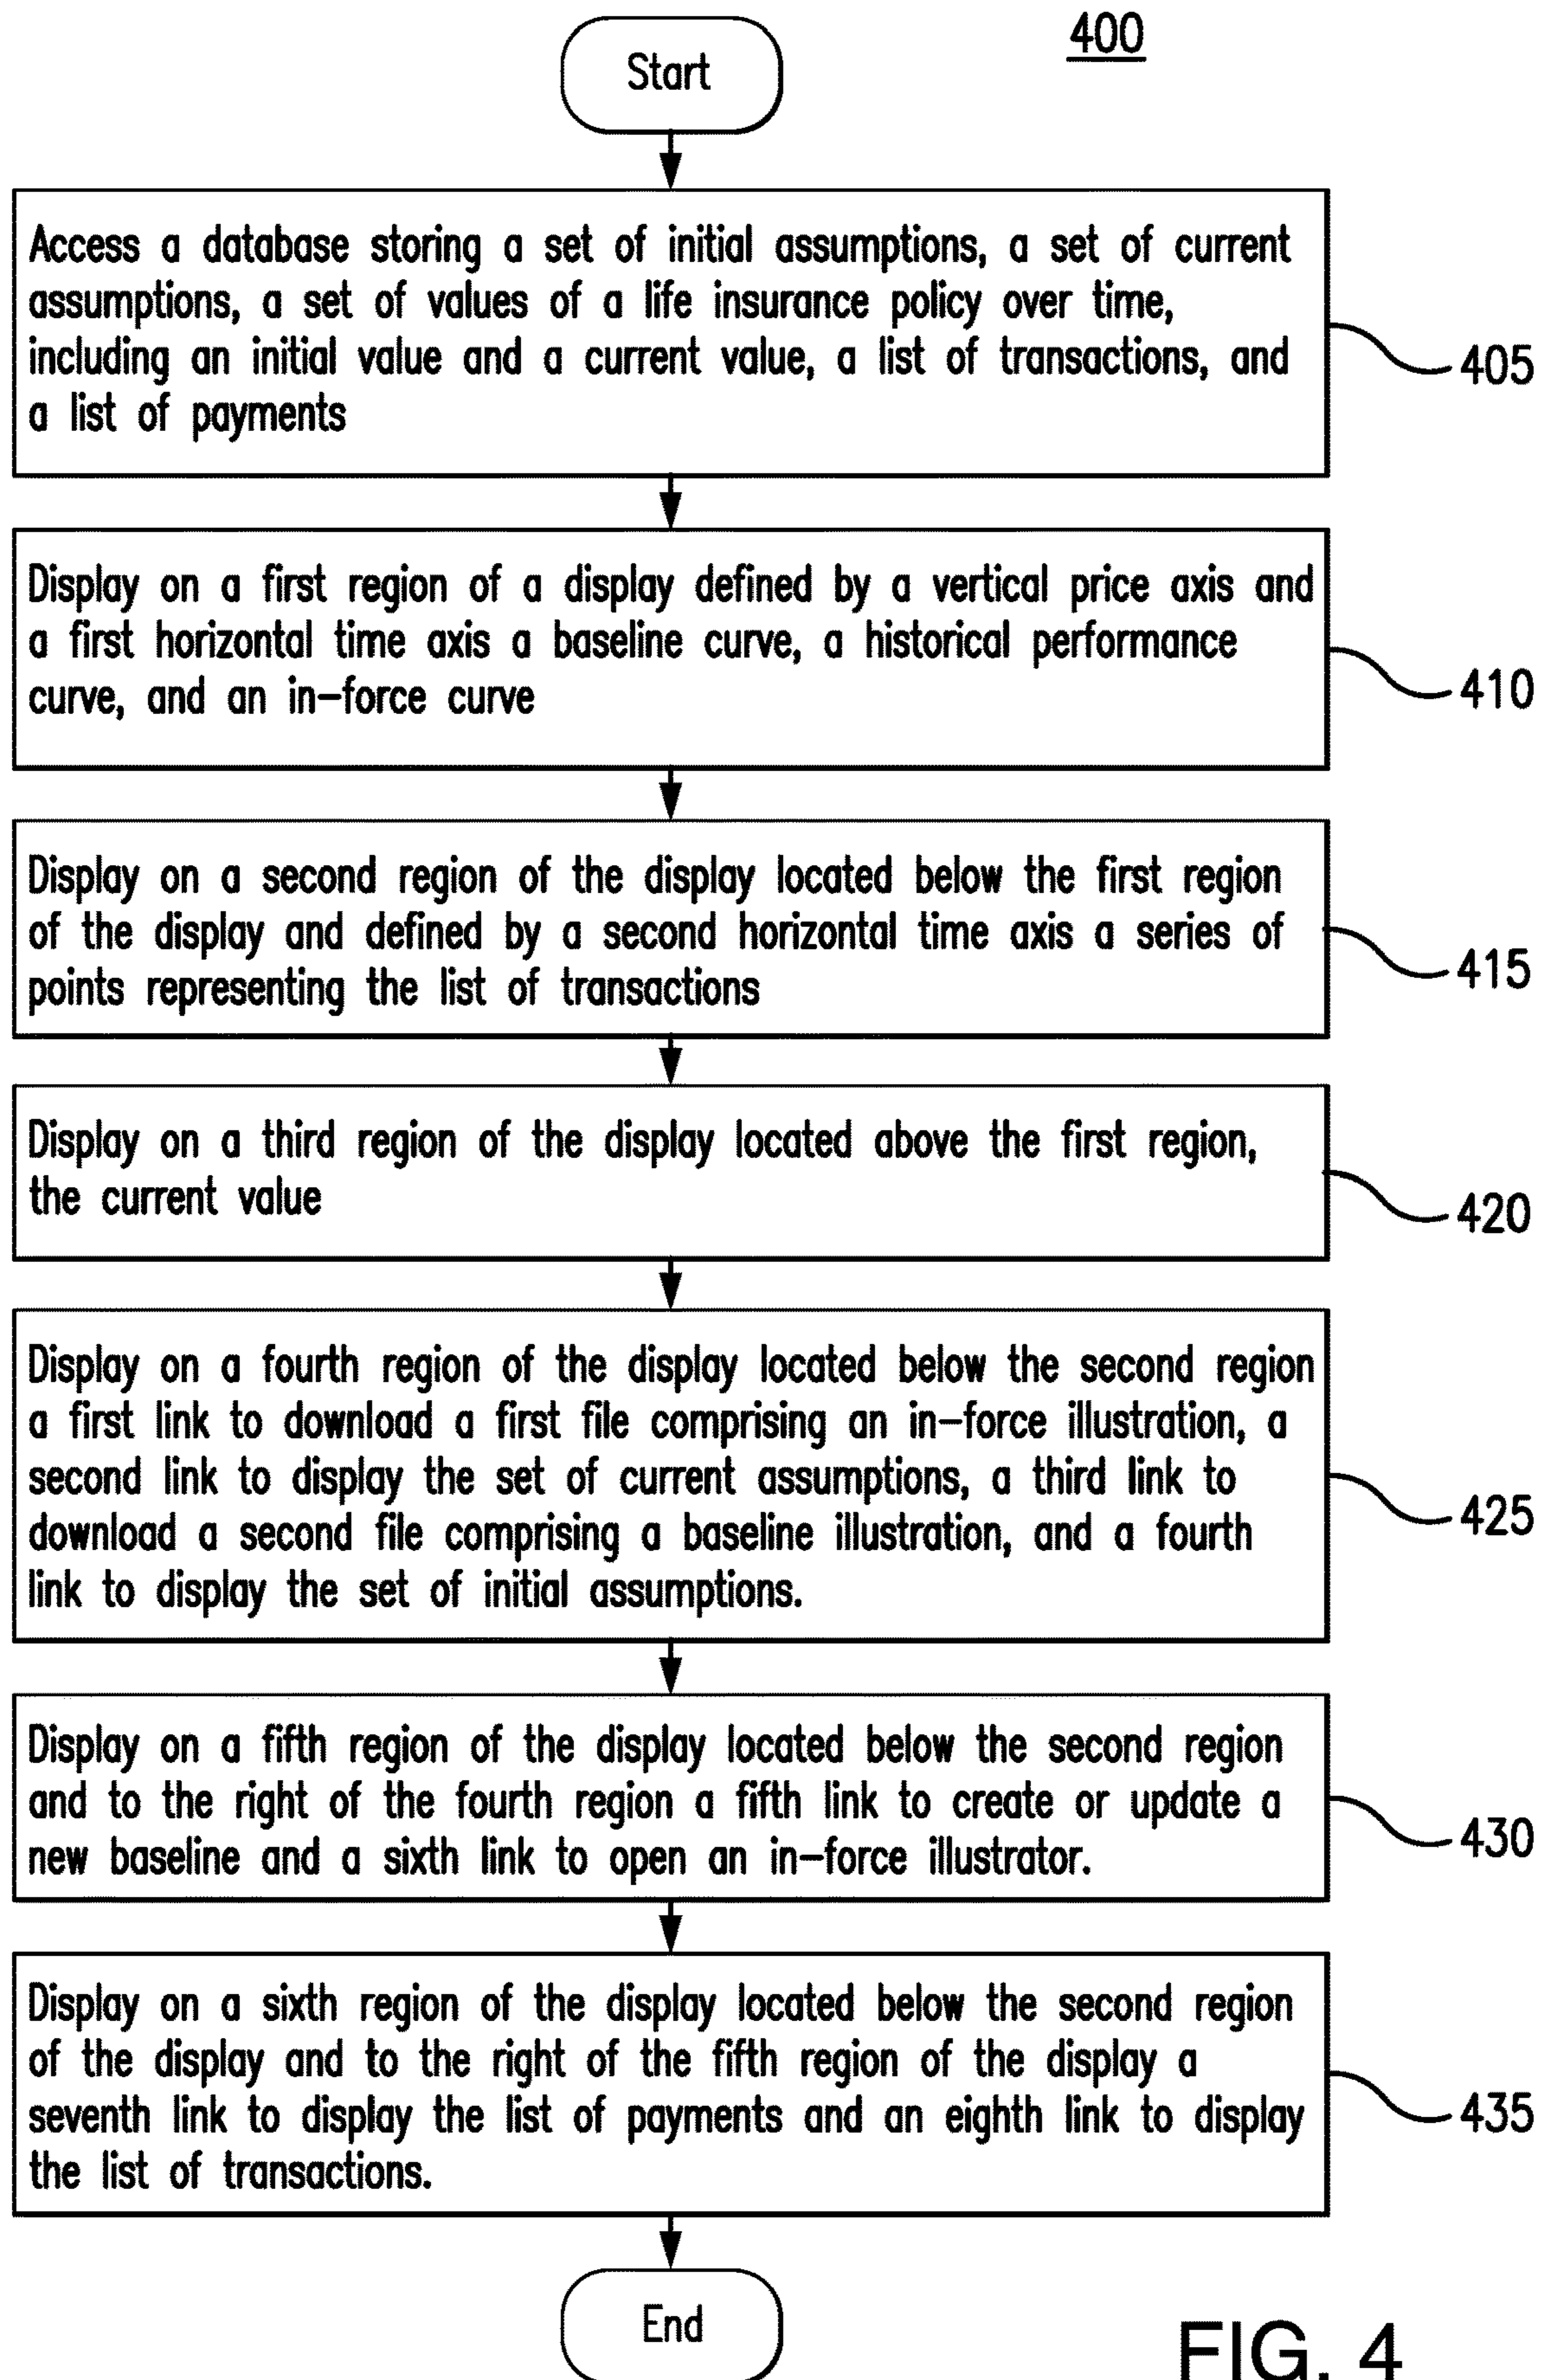 400
Start
Access a database storing a set of initial assumptions, a set of current
assumptions, a set of values of a life insurance policy over time,
including an initial value and a current value, a list of transactions, and
a list of payments
405
Display on a first region of a display defined by a vertical price axis and
a first horizontal time axis a baseline curve, a historical performance
curve, and an in-force curve
410
Display on a second region of the display located below the first region
of the display and defined by a second horizontal time axis a series of
points representing the list of transactions
415
Display on a third region of the display located above the first region,
the current value
420
Display on a fourth region of the display located below the second region
a first link to download a first file comprising an in-force illustration, a
second link to display the set of current assumptions, a third link to
download a second file comprising a baseline illustration, and a fourth
link to display the set of initial assumptions.
425
Display on a fifth region of the display located below the second region
and to the right of the fourth region a fifth link to create or update a
new baseline and a sixth link to open an in-force illustrator.
430
Display on a sixth region of the display located below the second region
of the display and to the right of the fifth region of the display a
seventh link to display the list of payments and an eighth link to display
the list of transactions.
435
End
FIG. 4